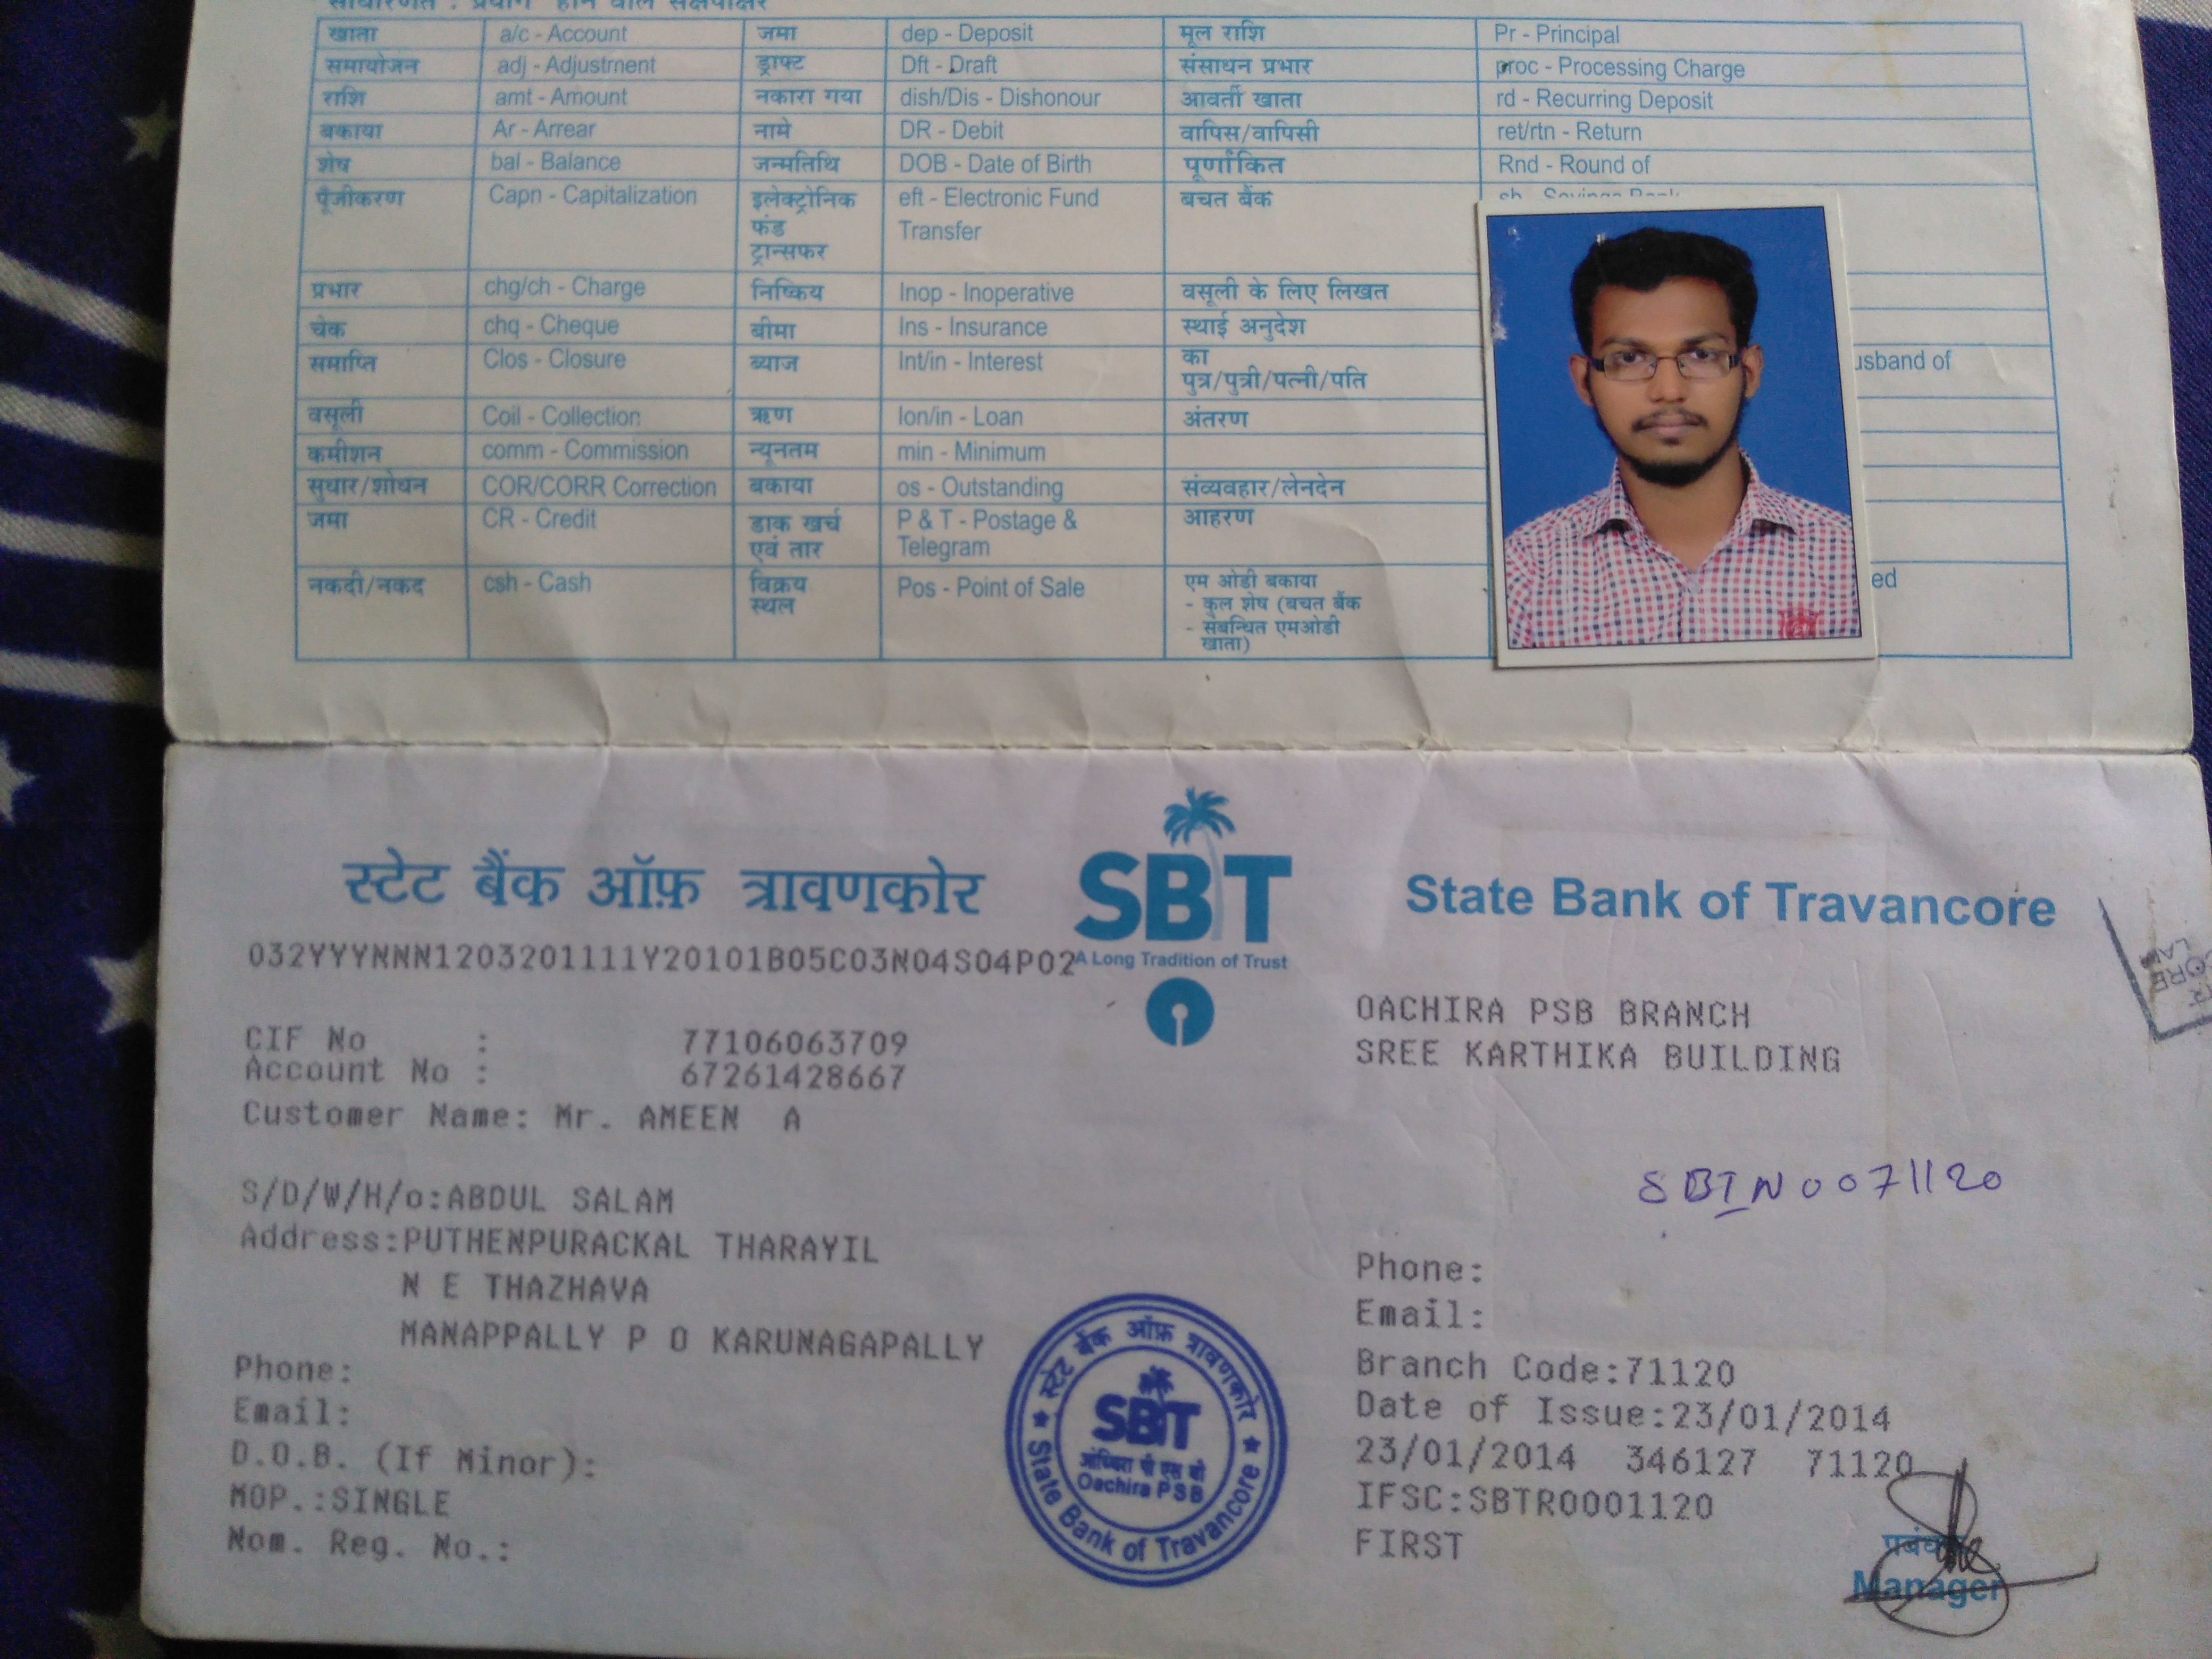 साधारणत : प्रयोग होने वाले संक्षेपाक्षर
खाता a/c - Account जमा dep - Deposit मूल राशि Pr - Principal
समायोजन adj - Adjustment ड्राफ्ट Dft - Draft संसाधन प्रभार proc - Processing Charge
राशि amt - Amount नकारा गया dish/Dis - Dishonour आवर्ती खाता rd - Recurring Deposit
बकाया Ar - Arrear नामे DR - Debit वापिस/वापिसी ret/rtn - Return
शेष bal - Balance जन्मतिथि DOB - Date of Birth पूर्णांकित Rnd - Round of
पूँजीकरण Capn - Capitalization इलेक्ट्रोनिक eft - Electronic Fund बचत बैंक sb - Savings Bank
फंड Transfer
ट्रान्सफर
प्रभार chg/ch - Charge निष्क्रिय Inop - Inoperative वसूली के लिए लिखत
चेक chq - Cheque बीमा Ins - Insurance स्थाई अनुदेश
समाप्ति Clos - Closure ब्याज Int/in - Interest का usband of
पुत्र/पुत्री/पत्नी/पति
वसूली Coil - Collection ऋण lon/in - Loan अंतरण
कमीशन comm - Commission न्यूनतम min - Minimum
सुधार/शोधन COR/CORR Correction बकाया os - Outstanding संव्यवहार/लेनदेन
जमा CR - Credit डाक खर्च P & T - Postage & आहरण
एवं तार Telegram
नकदी/नकद csh - Cash विक्रय Pos - Point of Sale एम ओडी बकाया ed
स्थल - कुल शेष (बचत बैंक
- संबन्धित एमओडी
खाता)
स्टेट बैंक ऑफ़ त्रावणकोर SBT State Bank of Travancore
A Long Tradition of Trust
032YYYNNN1203201111Y20101B05C03N04S04P02
CIF No : 77106063709
Account No : 67261428667
Customer Name: Mr. AMEEN A
S/D/W/H/o:ABDUL SALAM
Address:PUTHENPURACKAL THARAYIL
N E THAZHAVA
MANAPPALLY P O KARUNAGAPALLY
Phone:
Email:
D.O.B. (If Minor):
MOP.:SINGLE
Nom. Reg. No.:
OACHIRA PSB BRANCH
SREE KARTHIKA BUILDING
SBIN0071120
Phone:
Email:
Branch Code:71120
Date of Issue:23/01/2014
23/01/2014 346127 71120
IFSC:SBTR0001120
FIRST
Manager
स्टेट बैंक ऑफ़ त्रावणकोर
SBT
Oachira PSB
State Bank of Travancore